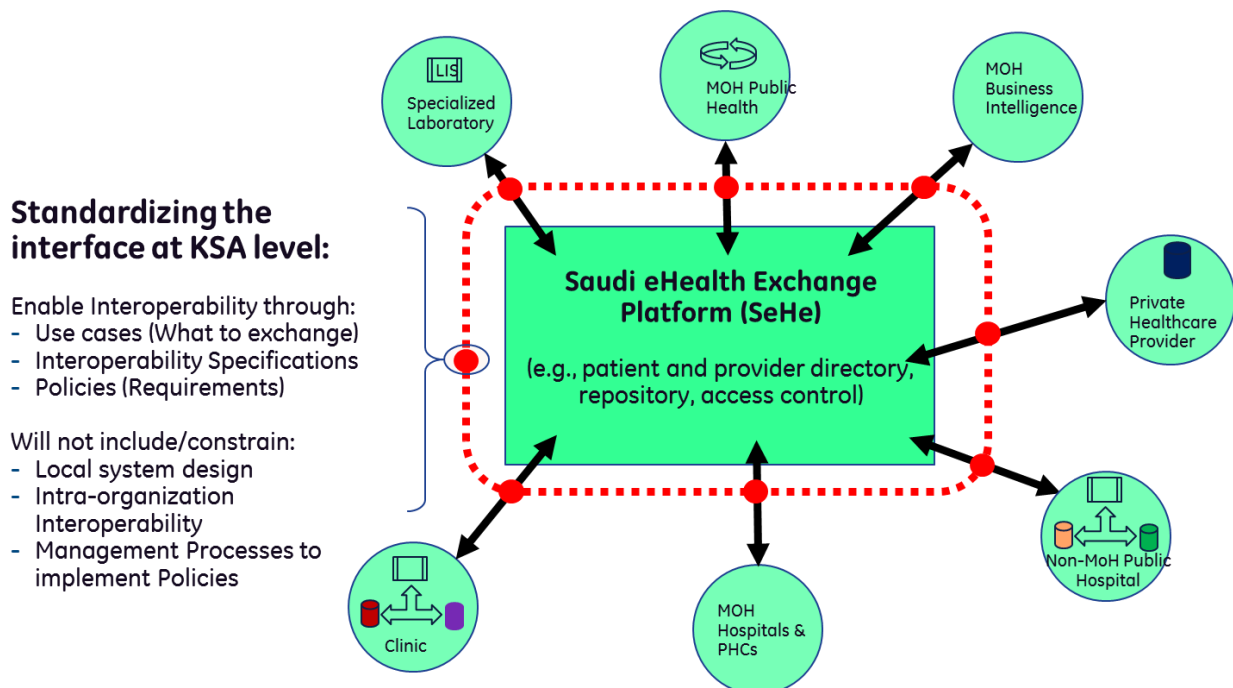 LIS
Specialized
Laboratory
MOH Public
Health
MOH
Business
Intelligence
Standardizing the
interface at KSA level:
Enable Interoperability through:
- Use cases (What to exchange)
- Interoperability Specifications
- Policies (Requirements)
Will not include/constrain:
- Local system design
- Intra-organization
Interoperability
- Management Processes to
implement Policies
Saudi eHealth Exchange
Platform (SeHe)
(e.g., patient and provider directory,
repository, access control)
Private
Healthcare
Provider
Non-MoH Public
Hospital
MOH
Hospitals &
PHCs
Clinic